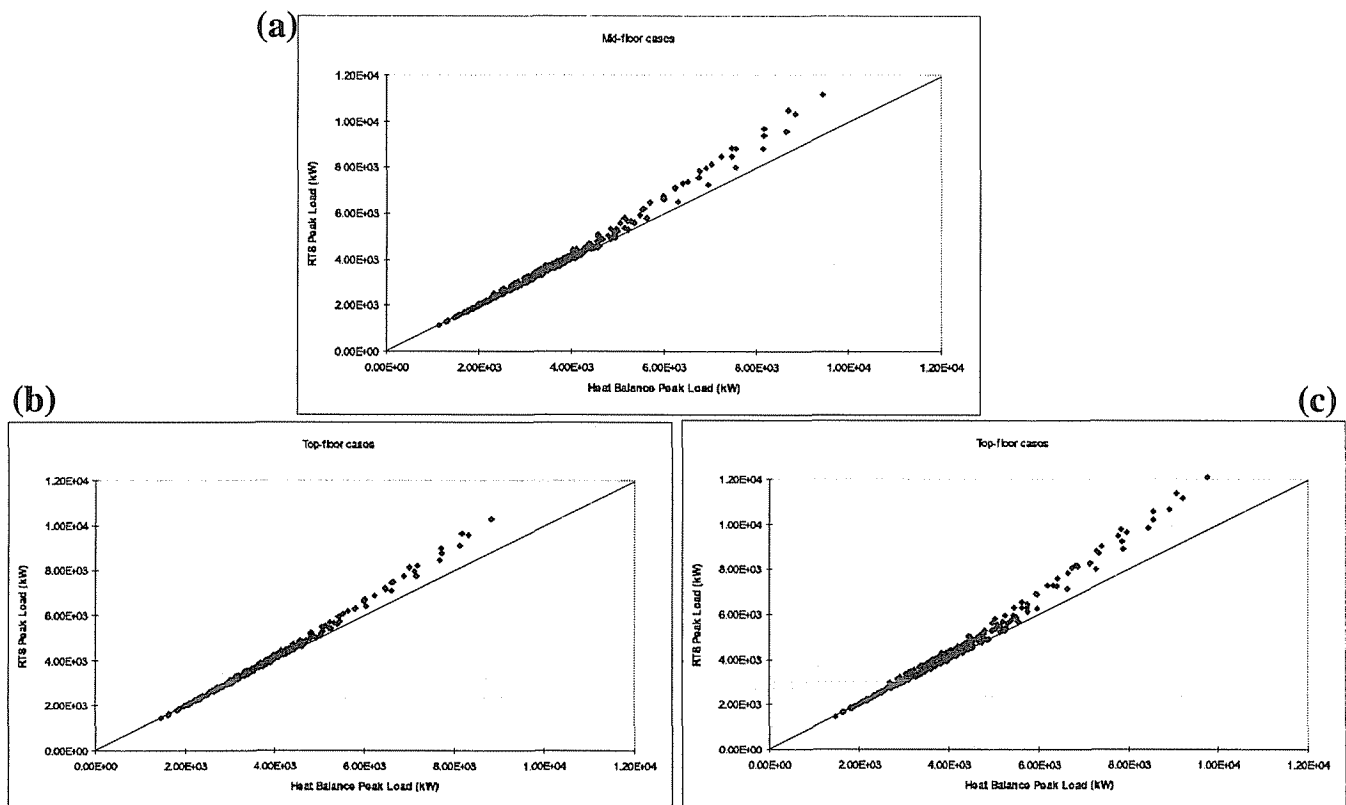 (a)
Mid-floor cases
1.20E+04
1.00E+04
8.00E+03
6.00E+03
4.00E+03
2.00E+03
0.00E+00
RTS Peak Load (kW)
0.00E+00 2.00E+03 4.00E+03 6.00E+03 8.00E+03 1.00E+04 1.20E+04
Heat Balance Peak Load (kW)
(b)
Top-floor cases
1.20E+04
1.00E+04
8.00E+03
6.00E+03
4.00E+03
2.00E+03
0.00E+00
RTS Peak Load (kW)
0.00E+00 2.00E+03 4.00E+03 6.00E+03 8.00E+03 1.00E+04 1.20E+04
Heat Balance Peak Load (kW)
(c)
Top-floor cases
1.20E+04
1.00E+04
8.00E+03
6.00E+03
4.00E+03
2.00E+03
0.00E+00
RTS Peak Load (kW)
0.00E+00 2.00E+03 4.00E+03 6.00E+03 8.00E+03 1.00E+04 1.20E+04
Heat Balance Peak Load (kW)